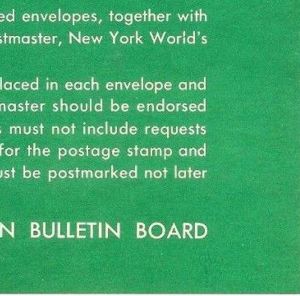 ed envelopes, together with
stmaster, New York World's
laced in each envelope and
master should be endorsed
s must not include requests
for the postage stamp and
ust be postmarked not later
N BULLETIN BOARD